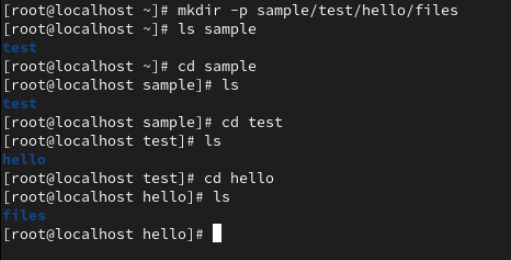 [root@localhost ~]# mkdir -p sample/test/hello/files
[root@localhost ~]# ls sample
test
[root@localhost ~]# cd sample
[root@localhost sample]# ls
test
[root@localhost sample]# cd test
[root@localhost test]# ls
hello
[root@localhost test]# cd hello
[root@localhost hello]# ls
files
[root@localhost hello]#